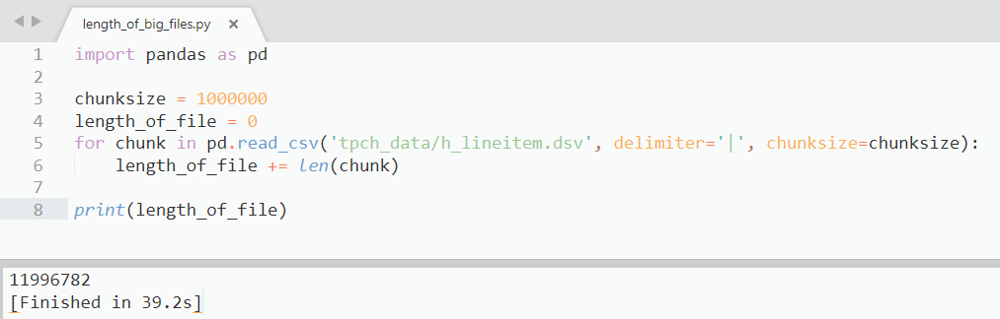 length_of_big_files.py ×
1 import pandas as pd
2
3 chunksize = 1000000
4 length_of_file = 0
5 for chunk in pd.read_csv('tpch_data/h_lineitem.dsv', delimiter='|', chunksize=chunksize):
6     length_of_file += len(chunk)
7
8 print(length_of_file)
11996782
[Finished in 39.2s]